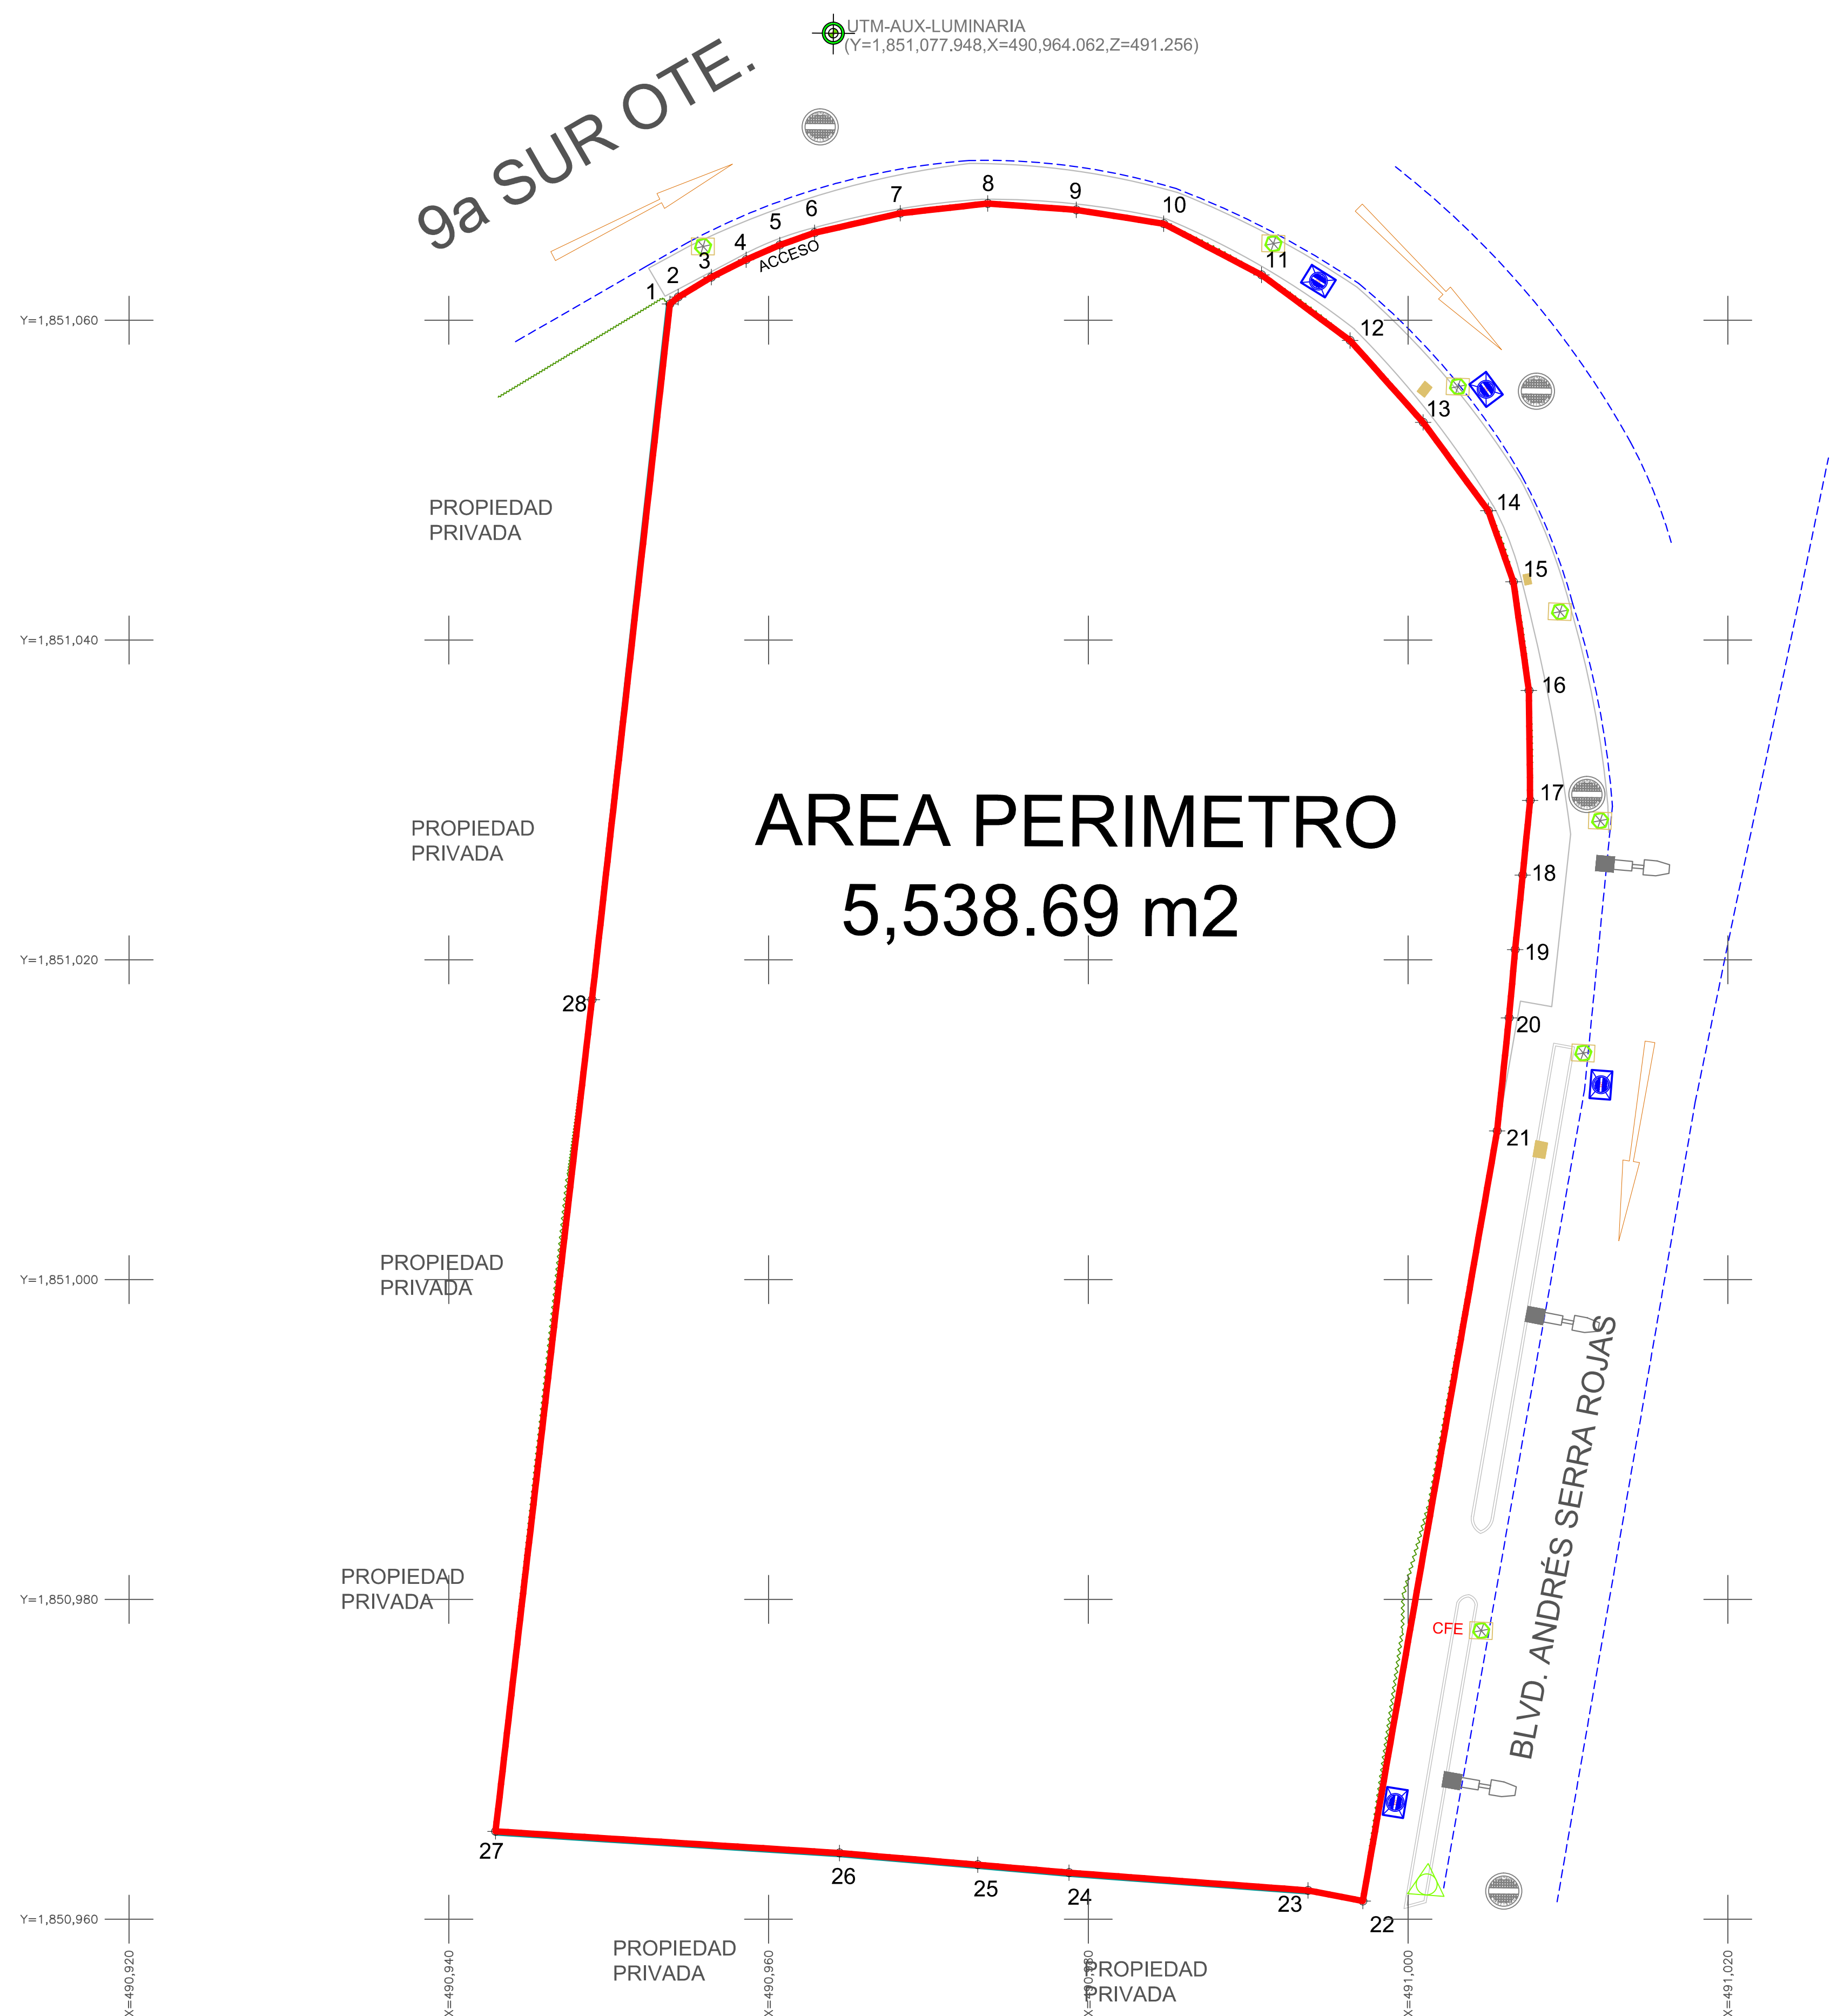 UTM-AUX-LUMINARIA
(Y=1,851,077.948,X=490,964.062,Z=491.256)
9a SUR OTE.
1
2
3
4
5
6
7
8
9
10
ACCESO
11
12
13
14
15
16
17
18
19
20
21
22
23
24
25
26
27
28
Y=1,851,060
Y=1,851,040
Y=1,851,020
Y=1,851,000
Y=1,850,980
Y=1,850,960
PROPIEDAD
PRIVADA
PROPIEDAD
PRIVADA
PROPIEDAD
PRIVADA
PROPIEDAD
PRIVADA
AREA PERIMETRO
5,538.69 m2
CFE
BLVD. ANDRÉS SERRA ROJAS
PROPIEDAD
PRIVADA
PROPIEDAD
PRIVADA
X=490,920
X=490,940
X=490,960
X=490,980
X=491,000
X=491,020